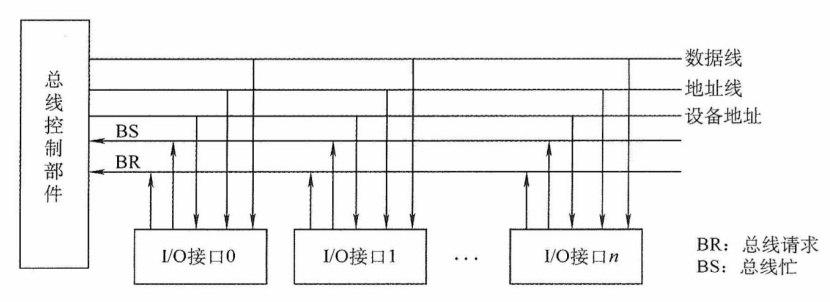 总线控制部件
数据线
地址线
设备地址
BS
BR
I/O接口0
I/O接口1
...
I/O接口n
BR：总线请求
BS：总线忙